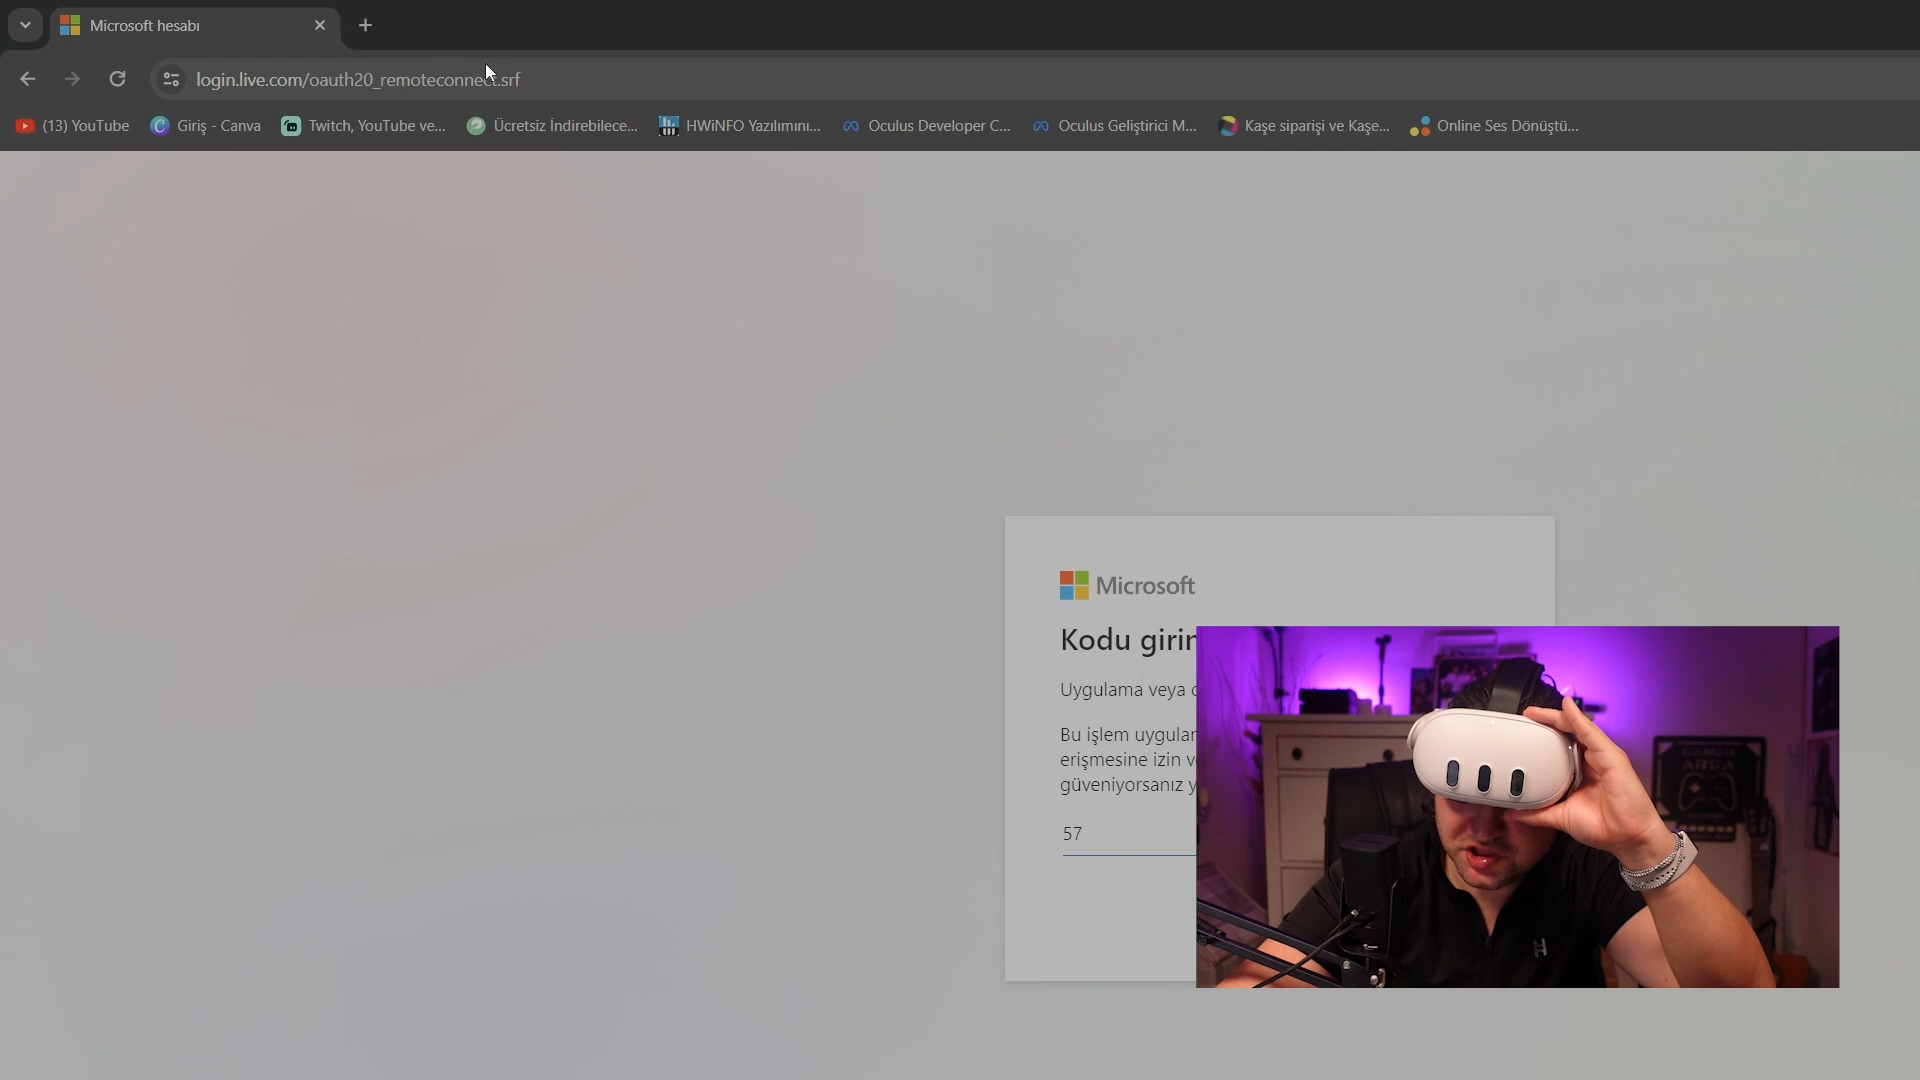 Microsoft hesabı
login.live.com/oauth20_remoteconnect.srf
(13) YouTube
Giriş - Canva
Twitch, YouTube ve...
Ücretsiz İndirebilece...
HWiNFO Yazılımını...
Oculus Developer C...
Oculus Geliştirici M...
Kaşe siparişi ve Kaşe...
Online Ses Dönüştü...
Microsoft
Kodu girin
Uygulama veya
Bu işlem
erişmesine izin
güveniyorsanız
57
GAMER
AREA